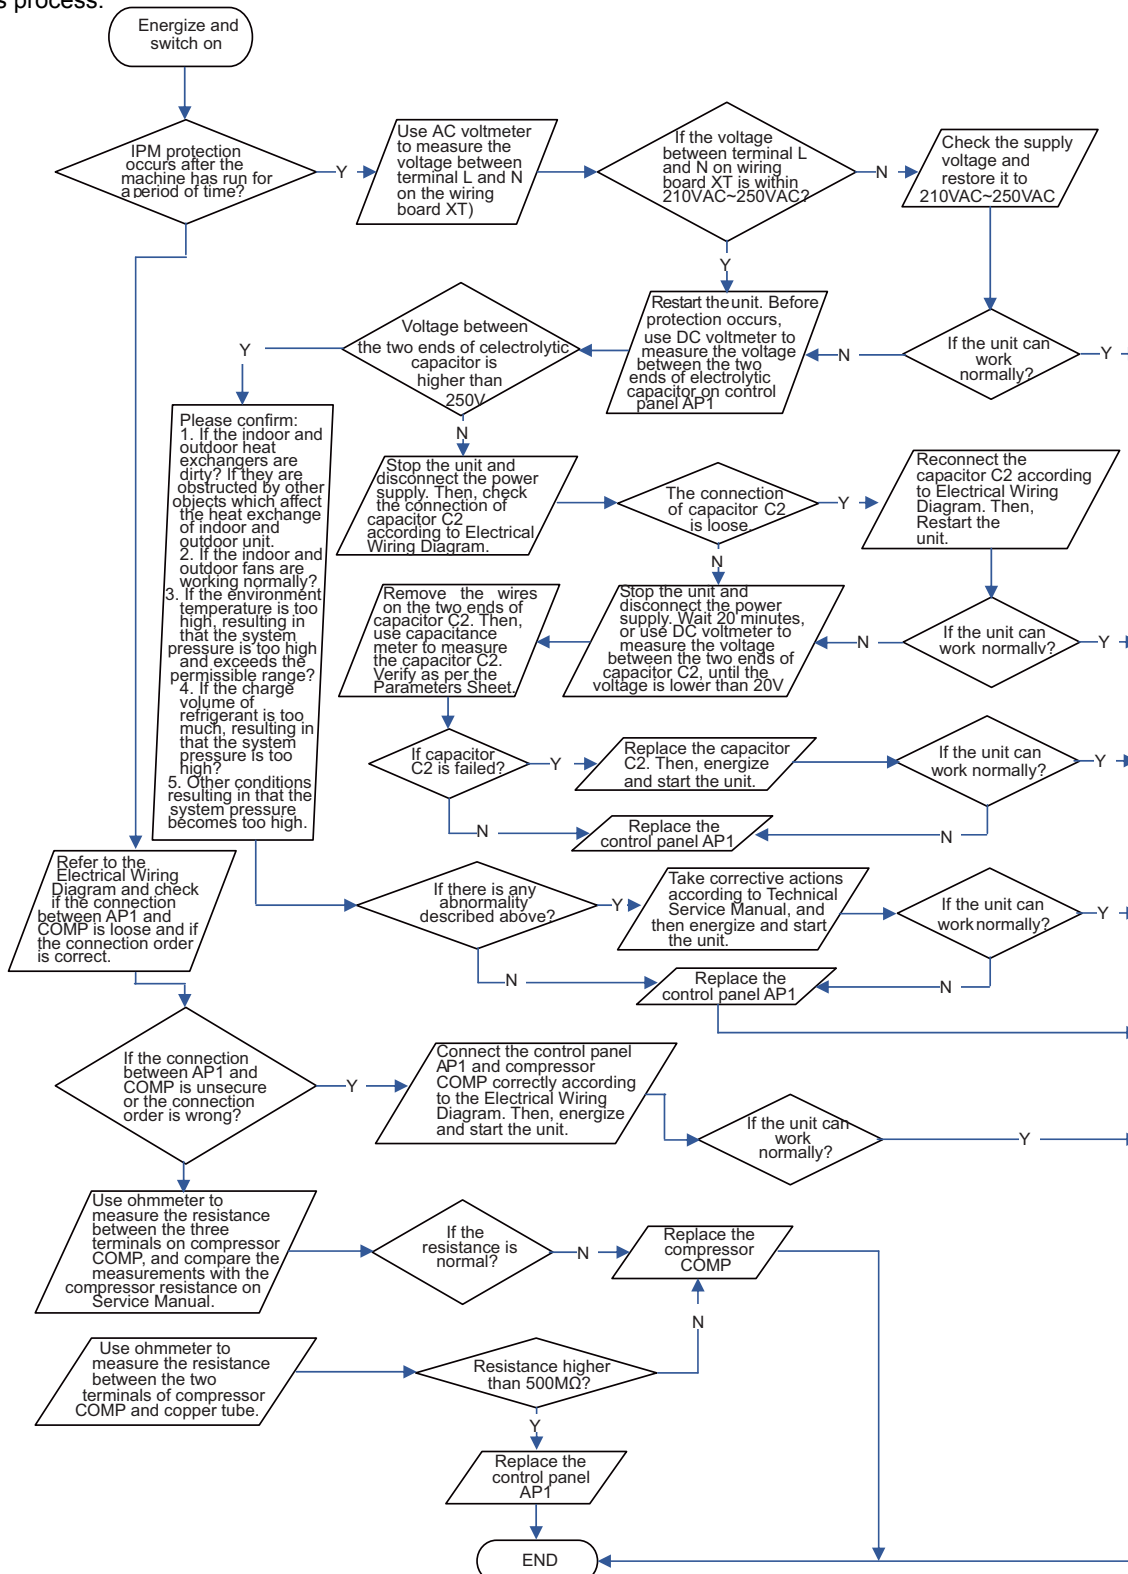 s process.
Energize and
switch on
IPM protection
occurs after the
machine has run for
a period of time?
Y
Use AC voltmeter
to measure the
voltage between
terminal L and N
on the wiring
board XT)
If the voltage
between terminal L
and N on wiring
board XT is within
210VAC~250VAC?
N
Check the supply
voltage and
restore it to
210VAC~250VAC
Y
Y
Voltage between
the two ends of celectrolytic
capacitor is
higher than
250V
Restart the unit. Before
protection occurs,
use DC voltmeter to
measure the voltage
between the two
ends of electrolytic
capacitor on control
panel AP1
N
If the unit can
work
normally?
Y
N
Please confirm:
1. If the indoor and
outdoor heat
exchangers are
dirty? If they are
obstructed by other
objects which affect
the heat exchange
of indoor and
outdoor unit.
2. If the indoor and
outdoor fans are
working normally?
3. If the environment
temperature is too
high, resulting in
that the system
pressure is too high
and exceeds the
permissible range?
4. If the charge
volume of
refrigerant is too
much, resulting in
that the system
pressure is too
high?
5. Other conditions
resulting in that the
system pressure
becomes too high.
Stop the unit and
disconnect the power
supply. Then, check
the connection of
capacitor C2
according to Electrical
Wiring Diagram.
The connection
of capacitor C2
is loose.
Y
Reconnect the
capacitor C2 according
to Electrical Wiring
Diagram. Then,
Restart the
unit.
N
Remove the wires
on the two ends of
capacitor C2. Then,
use capacitance
meter to measure
the capacitor C2.
Verify as per the
Parameters Sheet.
Stop the unit and
disconnect the power
supply. Wait 20 minutes,
or use DC voltmeter to
measure the voltage
between the two ends of
capacitor C2, until the
voltage is lower than 20V
N
If the unit can
work normally?
Y
If capacitor
C2 is failed?
Y
Replace the capacitor
C2. Then, energize
and start the unit.
If the unit can
work normally?
Y
N
Replace the
control panel AP1
N
Refer to the
Electrical Wiring
Diagram and check
if the connection
between AP1 and
COMP is loose and if
the connection order
is correct.
If there is any
abnormality
described above?
Y
Take corrective actions
according to Technical
Service Manual, and
then energize and start
the unit.
If the unit can
work normally?
Y
N
Replace the
control panel AP1
N
If the connection
between AP1 and
COMP is unsecure
or the connection
order is wrong?
Y
Connect the control panel
AP1 and compressor
COMP correctly according
to the Electrical Wiring
Diagram. Then, energize
and start the unit.
If the unit can
work
normally?
Y
Use ohmmeter to
measure the resistance
between the three
terminals on compressor
COMP, and compare the
measurements with the
compressor resistance on
Service Manual.
If the
resistance is
normal?
N
Replace the
compressor
COMP
N
Use ohmmeter to
measure the resistance
between the two
terminals of compressor
COMP and copper tube.
Resistance higher
than 500MΩ?
Y
Replace the
control panel
AP1
END